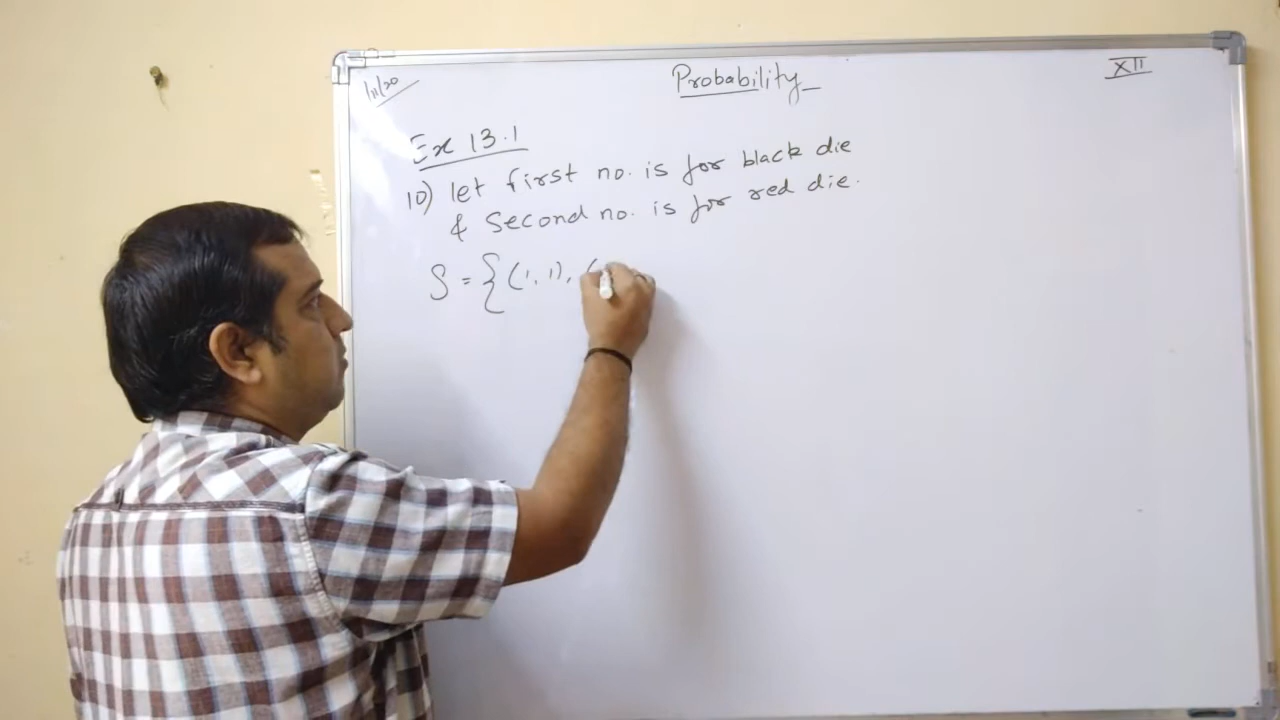 1/11/20
Probability
XII
Ex 13.1
10) let first no. is for black die
& second no. is for red die.
S = { (1, 1), (